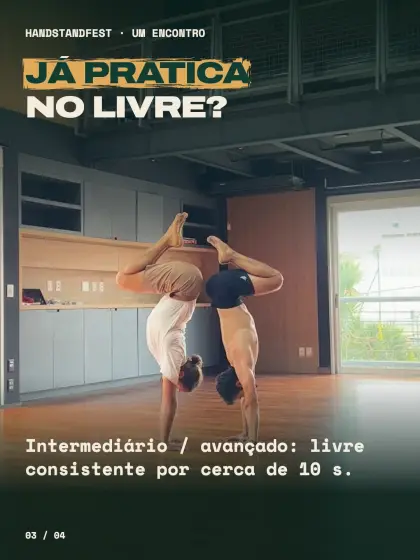 HANDSTANDFEST · UM ENCONTRO
JÁ PRATICA
NO LIVRE?
Intermediário / avançado: livre
consistente por cerca de 10 s.
03 / 04